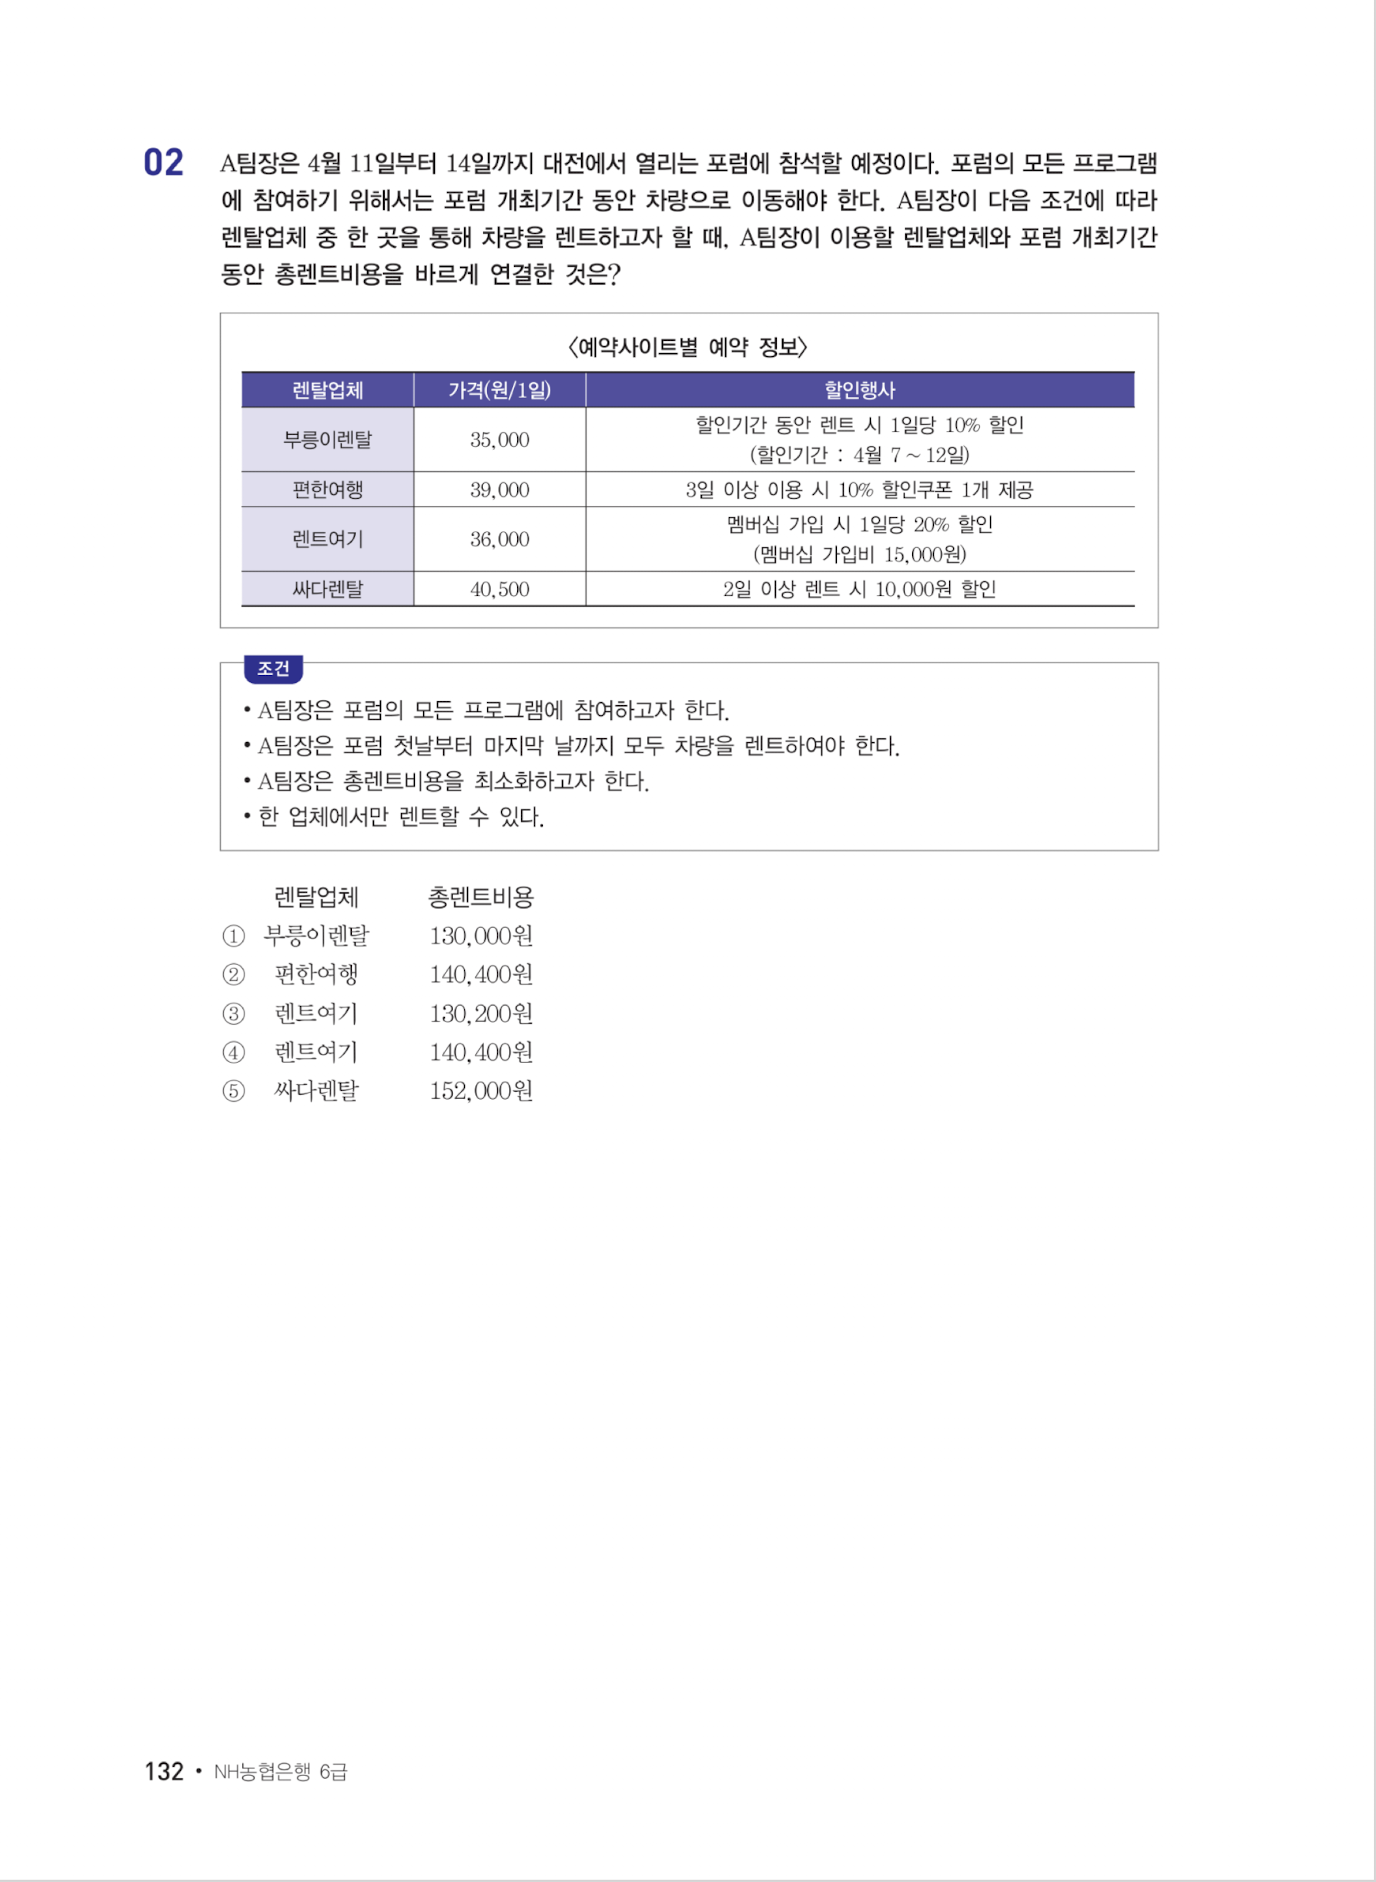 02 A팀장은 4월 11일부터 14일까지 대전에서 열리는 포럼에 참석할 예정이다. 포럼의 모든 프로그램
에 참여하기 위해서는 포럼 개최기간 동안 차량으로 이동해야 한다. A팀장이 다음 조건에 따라
렌탈업체 중 한 곳을 통해 차량을 렌트하고자 할 때, A팀장이 이용할 렌탈업체와 포럼 개최기간
동안 총렌트비용을 바르게 연결한 것은?
〈예약사이트별 예약 정보〉
렌탈업체 가격(원/1일) 할인행사
부릉이렌탈 35,000 할인기간 동안 렌트 시 1일당 10% 할인
(할인기간 : 4월 7 ~ 12일)
편한여행 39,000 3일 이상 이용 시 10% 할인쿠폰 1개 제공
렌트여기 36,000 멤버십 가입 시 1일당 20% 할인
(멤버십 가입비 15,000원)
싸다렌탈 40,500 2일 이상 렌트 시 10,000원 할인
조건
• A팀장은 포럼의 모든 프로그램에 참여하고자 한다.
• A팀장은 포럼 첫날부터 마지막 날까지 모두 차량을 렌트하여야 한다.
• A팀장은 총렌트비용을 최소화하고자 한다.
• 한 업체에서만 렌트할 수 있다.
렌탈업체 총렌트비용
① 부릉이렌탈 130,000원
② 편한여행 140,400원
③ 렌트여기 130,200원
④ 렌트여기 140,400원
⑤ 싸다렌탈 152,000원
132 • NH농협은행 6급